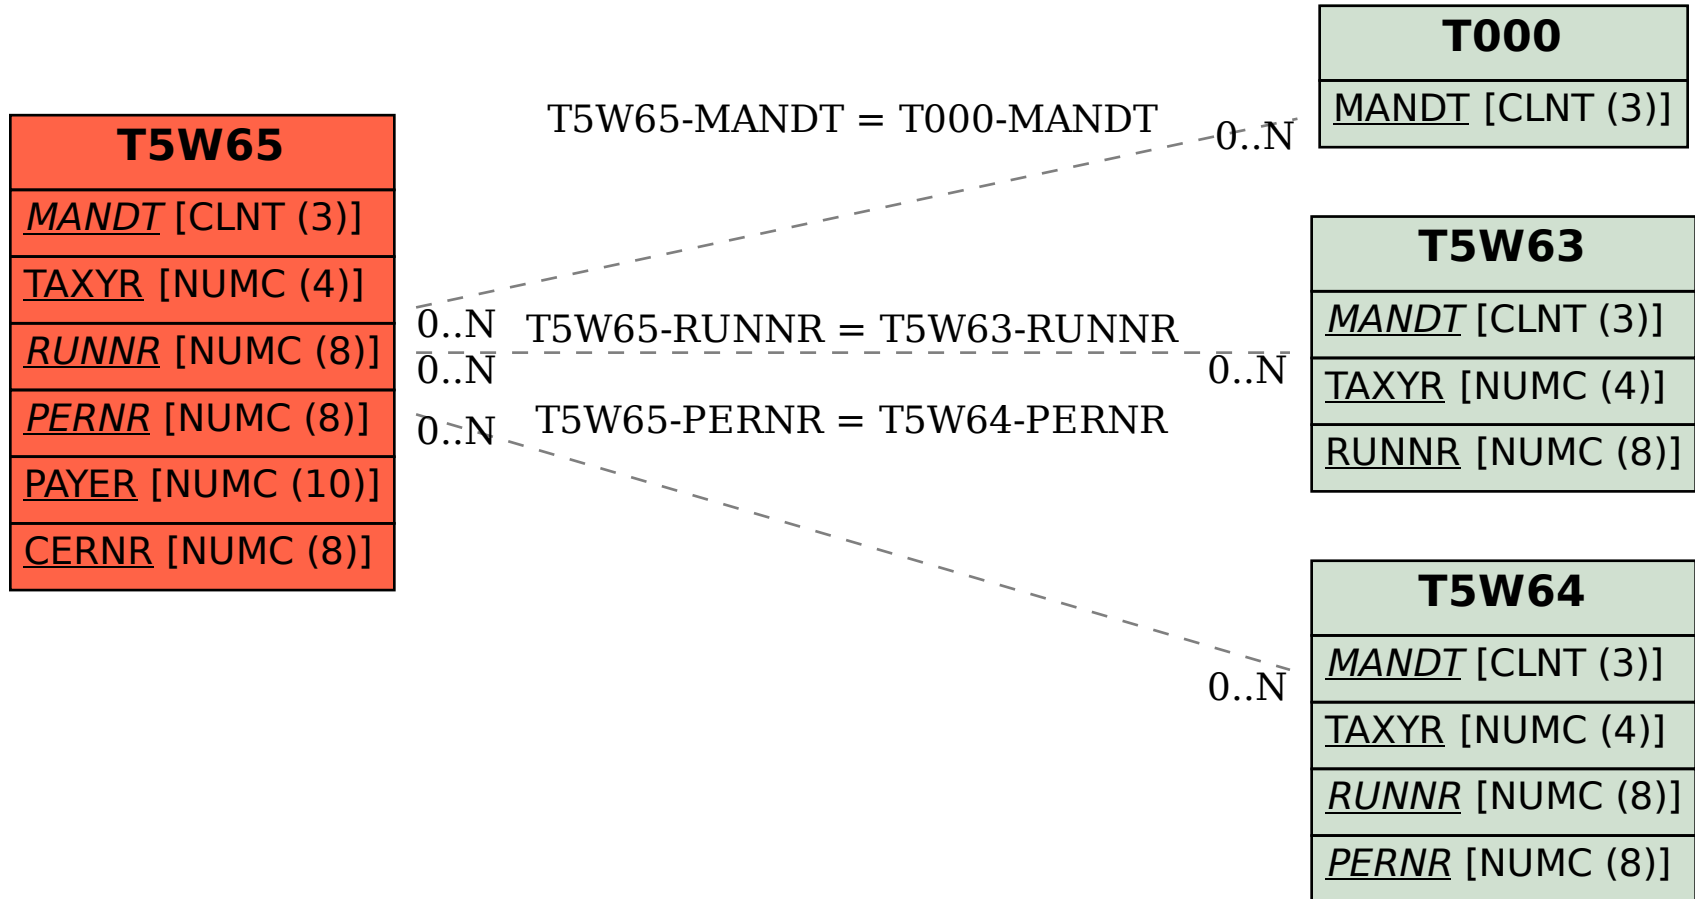 T5W65
MANDT [CLNT (3)]
TAXYR [NUMC (4)]
RUNNR [NUMC (8)]
PERNR [NUMC (8)]
PAYER [NUMC (10)]
CERNR [NUMC (8)]
T5W65-MANDT = T000-MANDT
0..N
0..N
T5W65-RUNNR = T5W63-RUNNR
0..N
0..N
T5W65-PERNR = T5W64-PERNR
0..N
0..N
T000
MANDT [CLNT (3)]
T5W63
MANDT [CLNT (3)]
TAXYR [NUMC (4)]
RUNNR [NUMC (8)]
T5W64
MANDT [CLNT (3)]
TAXYR [NUMC (4)]
RUNNR [NUMC (8)]
PERNR [NUMC (8)]